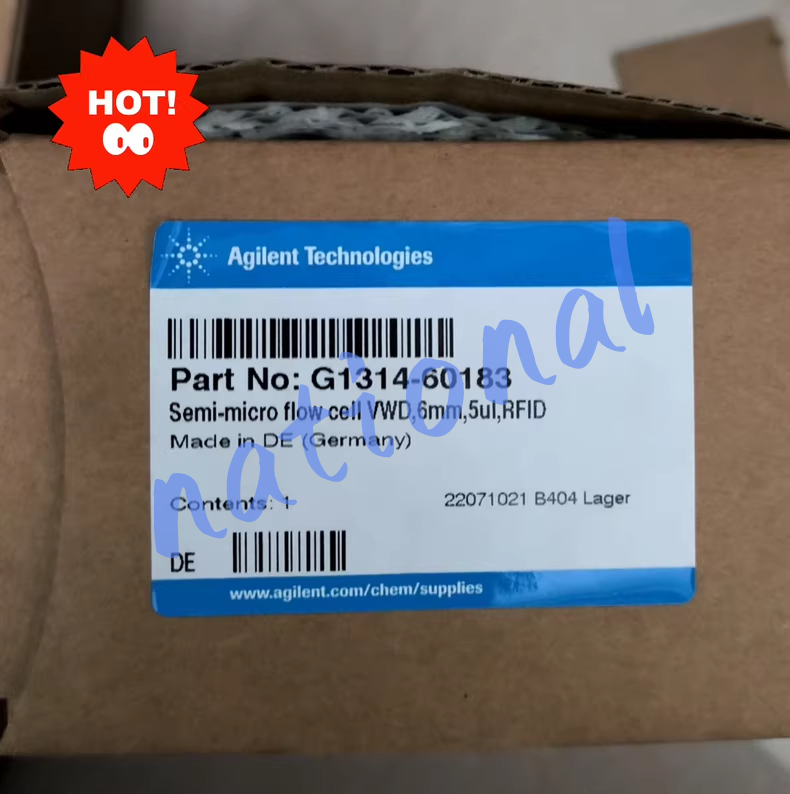 HOT!
Agilent Technologies
Part No: G1314-60183
Semi-micro flow cell VWD,6mm,5ul,RFID
Made in DE (Germany)
Contents: 1
22071021 B404 Lager
DE
www.agilent.com/chem/supplies
national